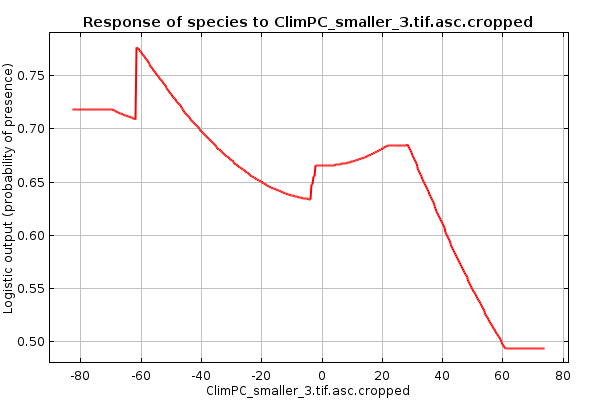 Response of species to ClimPC_smaller_3.tif.asc.cropped
Logistic output (probability of presence)
0.75
0.70
0.65
0.60
0.55
0.50
-80 -60 -40 -20 0 20 40 60 80
ClimPC_smaller_3.tif.asc.cropped